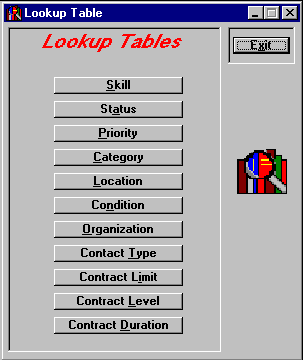 Lookup Table
Lookup Tables
Exit
Skill
Status
Priority
Category
Location
Condition
Organization
Contact Type
Contract Limit
Contract Level
Contract Duration